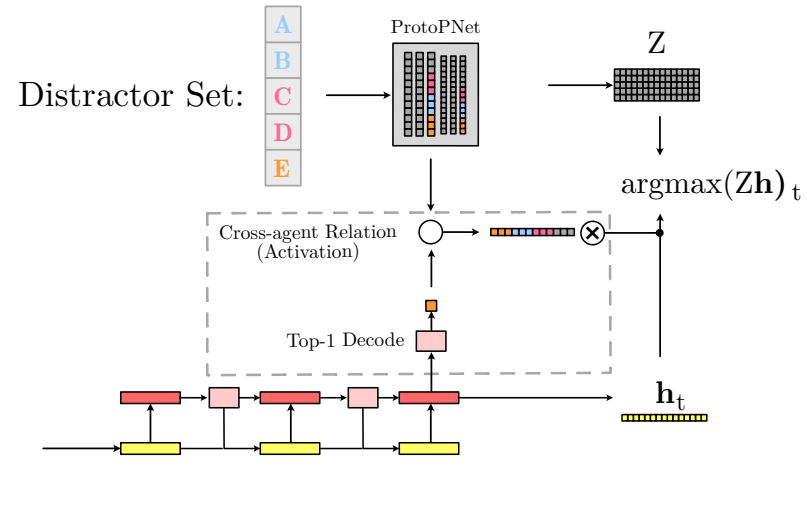 Distractor Set:
A
B
C
D
E
ProtoPNet
Z
argmax(Zh) t
Cross-agent Relation
(Activation)
Top-1 Decode
ht